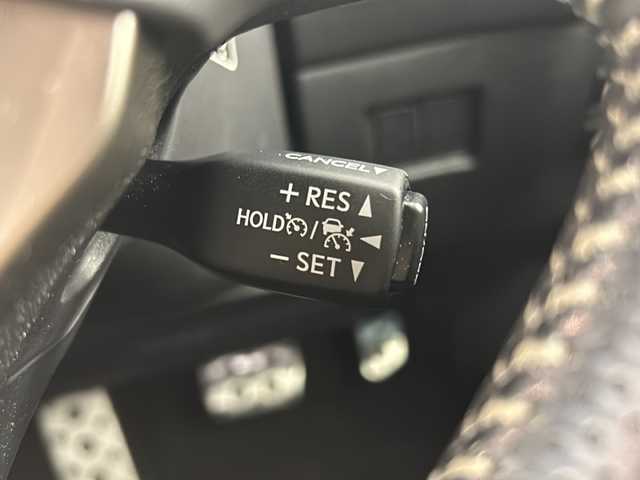 CANCEL▼
+ RES ▲
HOLD / ◀
− SET ▼